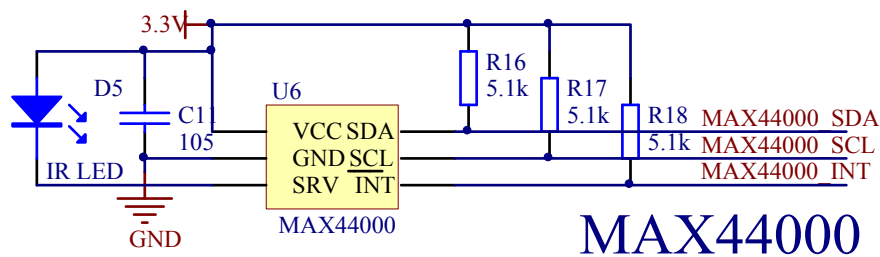 3.3V
D5
C11
105
IR LED
GND
U6
VCC SDA
GND SCL
SRV INT
MAX44000
R16
5.1k
R17
5.1k
R18
5.1k
MAX44000_SDA
MAX44000_SCL
MAX44000_INT
MAX44000